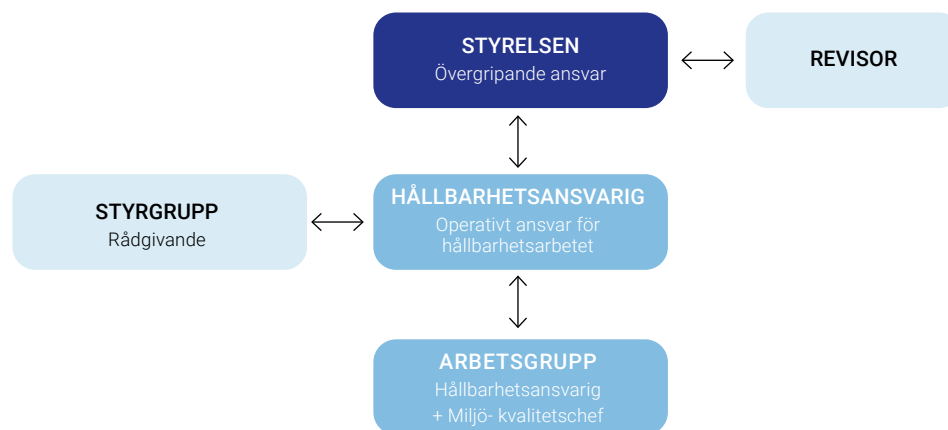 STYRELSEN
Övergripande ansvar
REVISOR
STYRGRUPP
Rådgivande
HÅLLBARHETSANSVARIG
Operativt ansvar för
hållbarhetsarbetet
ARBETSGRUPP
Hållbarhetsansvarig
+ Miljö- kvalitetschef